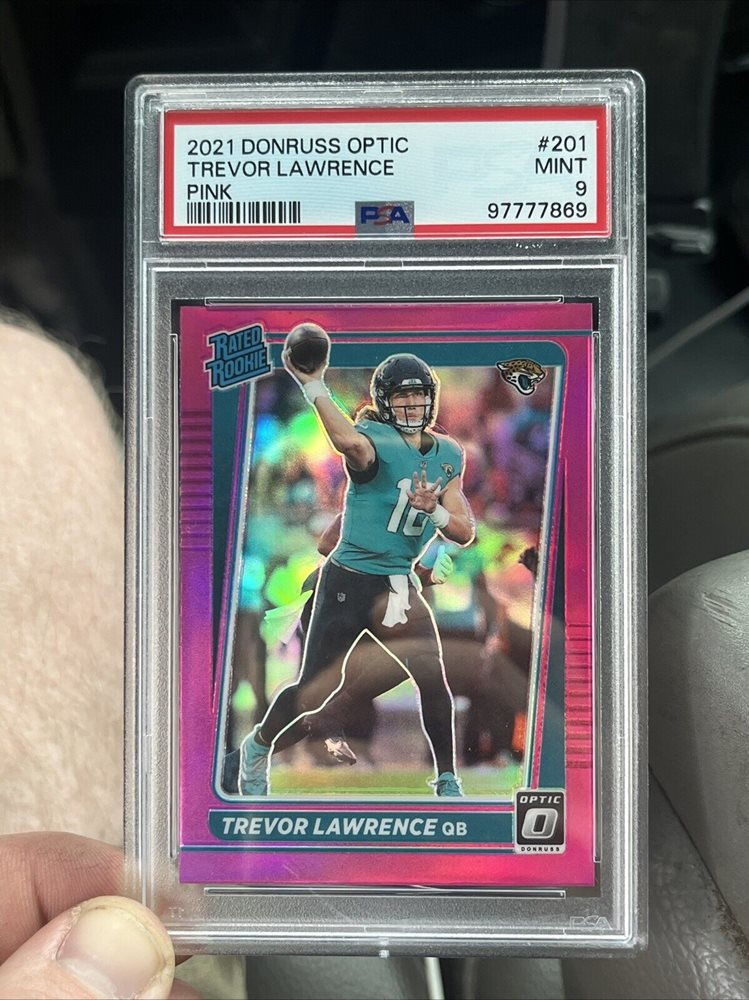 2021 DONRUSS OPTIC #201
TREVOR LAWRENCE MINT
PINK 9
PSA 97777869
RATED
ROOKIE
16
TREVOR LAWRENCE QB
OPTIC
DONRUSS
PSA